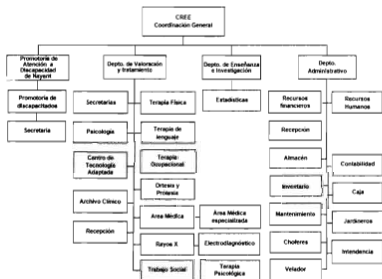 CREE
Coordinación General
Promotoria de
Atención a
Discapacidad
de Nayarit
Depto. de Valoración
y tratamiento
Depto. de Enseñanza
e Investigación
Depto.
Administrativo
Promotoria de
discapacitados
Secretarias
Terapia Física
Estadísticas
Recursos
financieros
Recursos
Humanos
Secretaria
Psicología
Terapia de
lenguaje
Recepción
Centro de
Tecnología
Adaptada
Terapia
Ocupacional
Almacén
Contabilidad
Ortesis y
Prótesis
Inventario
Caja
Archivo Clínico
Area Médica
Area Médica
especializada
Mantenimiento
Jardineros
Recepción
Rayos X
Electrodiagnóstico
Choferes
Intendencia
Trabajo Social
Terapia
Psicológica
Velador